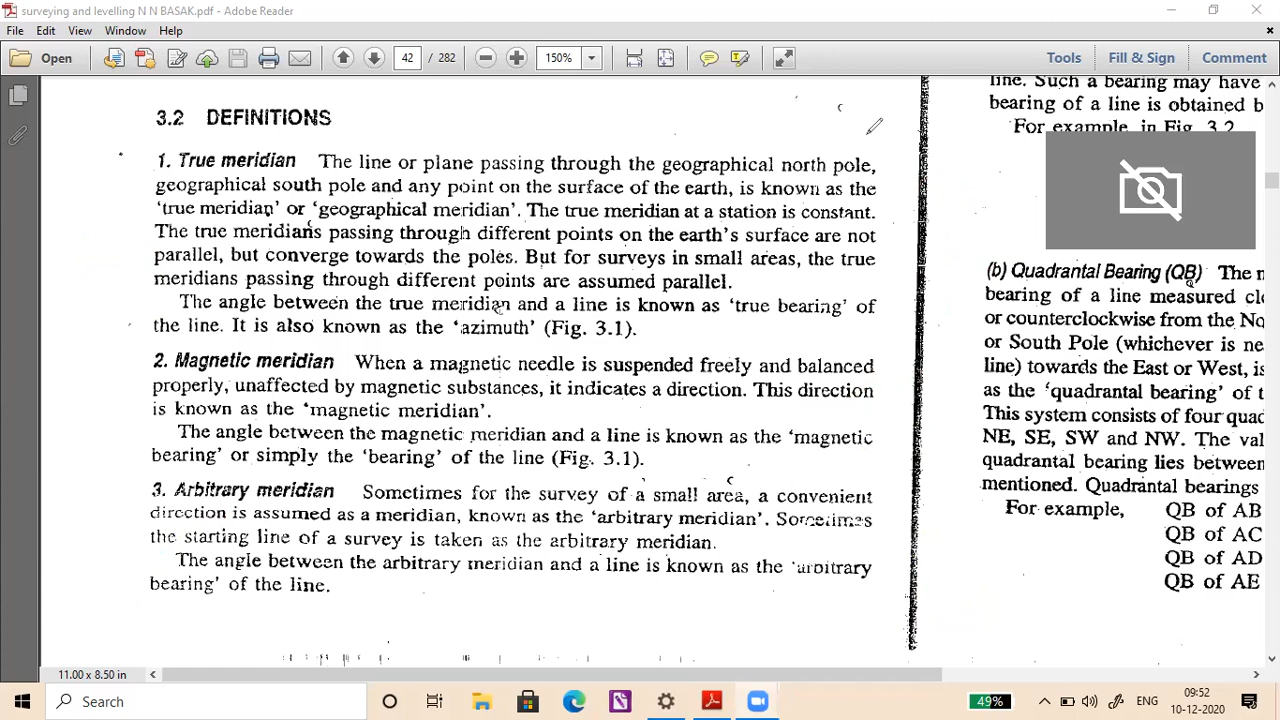 surveying and levelling N N BASAK.pdf - Adobe Reader
File Edit View Window Help
Open 42 / 282 150% Tools Fill & Sign Comment
3.2 DEFINITIONS
1. True meridian The line or plane passing through the geographical north pole,
geographical south pole and any point on the surface of the earth, is known as the
'true meridian' or 'geographical meridian'. The true meridian at a station is constant.
The true meridians passing through different points on the earth's surface are not
parallel, but converge towards the poles. But for surveys in small areas, the true
meridians passing through different points are assumed parallel.
The angle between the true meridian and a line is known as 'true bearing' of
the line. It is also known as the 'azimuth' (Fig. 3.1).
2. Magnetic meridian When a magnetic needle is suspended freely and balanced
properly, unaffected by magnetic substances, it indicates a direction. This direction
is known as the 'magnetic meridian'.
The angle between the magnetic meridian and a line is known as the 'magnetic
bearing' or simply the 'bearing' of the line (Fig. 3.1).
3. Arbitrary meridian Sometimes for the survey of a small area, a convenient
direction is assumed as a meridian, known as the 'arbitrary meridian'. Sometimes
the starting line of a survey is taken as the arbitrary meridian.
The angle between the arbitrary meridian and a line is known as the 'arbitrary
bearing' of the line.
line. Such a bearing may have
bearing of a line is obtained b
For example, in Fig. 3.2
(b) Quadrantal Bearing (QB) The m
bearing of a line measured clo
or counterclockwise from the No
or South Pole (whichever is ne
line) towards the East or West, is
as the 'quadrantal bearing' of t
This system consists of four quad
NE, SE, SW and NW. The val
quadrantal bearing lies between
mentioned. Quadrantal bearings
For example, QB of AB
QB of AC
QB of AD
QB of AE
11.00 x 8.50 in
Search
49%
ENG
09:52
10-12-2020